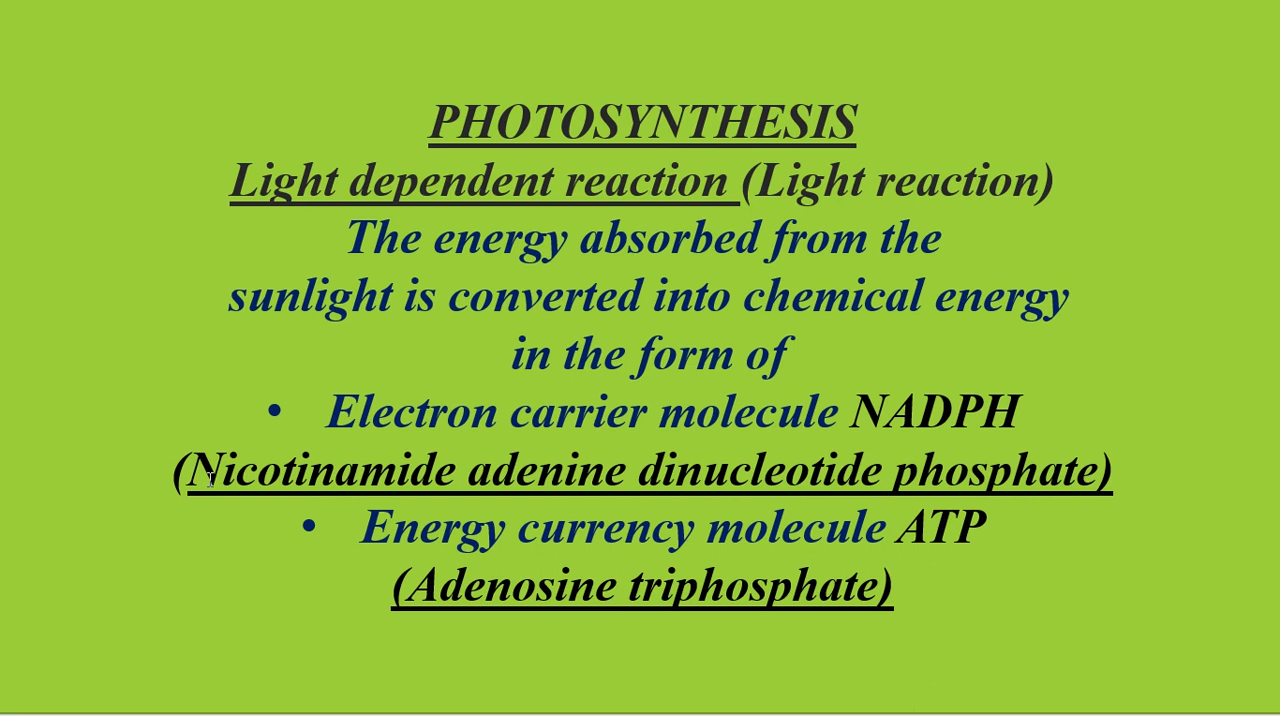 PHOTOSYNTHESIS
Light dependent reaction (Light reaction)
The energy absorbed from the
sunlight is converted into chemical energy
in the form of
• Electron carrier molecule NADPH
(Nicotinamide adenine dinucleotide phosphate)
• Energy currency molecule ATP
(Adenosine triphosphate)